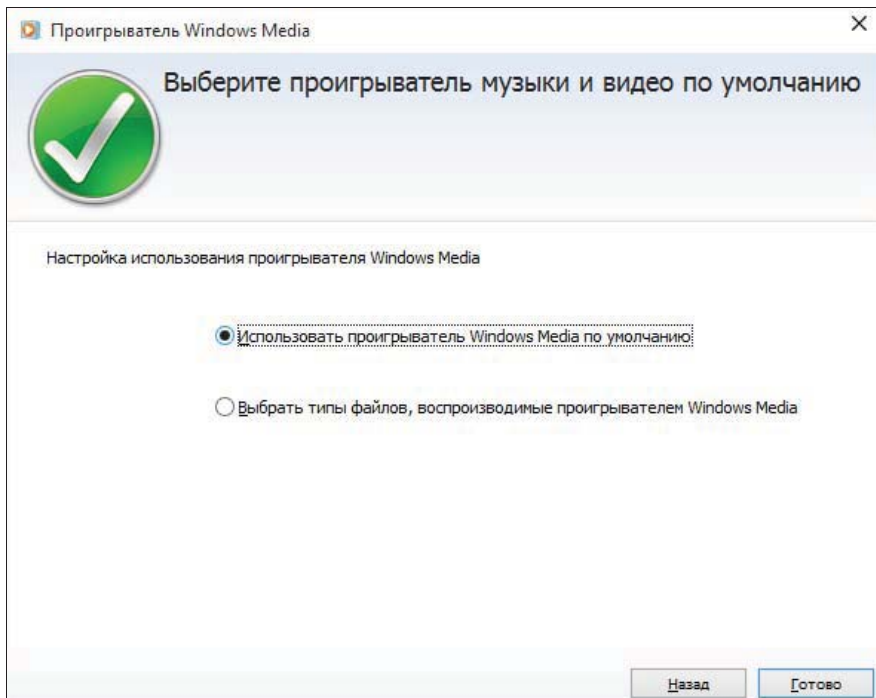 Проигрыватель Windows Media
Выберите проигрыватель музыки и видео по умолчанию
Настройка использования проигрывателя Windows Media
Использовать проигрыватель Windows Media по умолчанию
Выбрать типы файлов, воспроизводимые проигрывателем Windows Media
Назад Готово